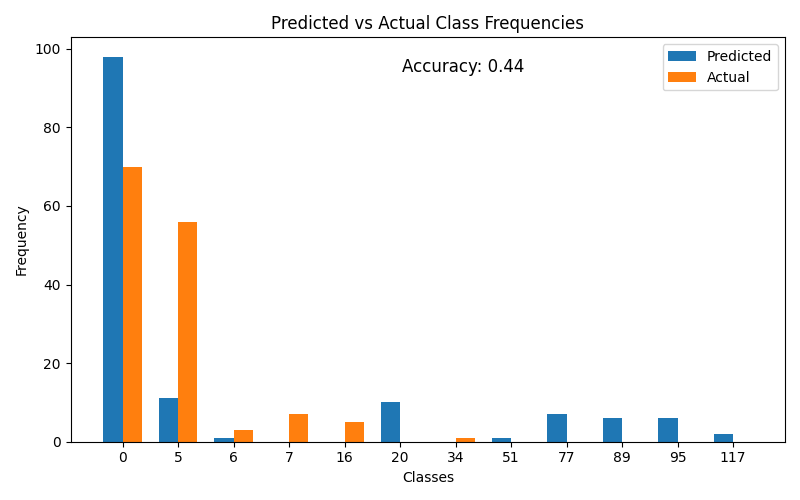 Predicted vs Actual Class Frequencies
Accuracy: 0.44
Predicted
Actual
Frequency
100
80
60
40
20
0
0 5 6 7 16 20 34 51 77 89 95 117
Classes